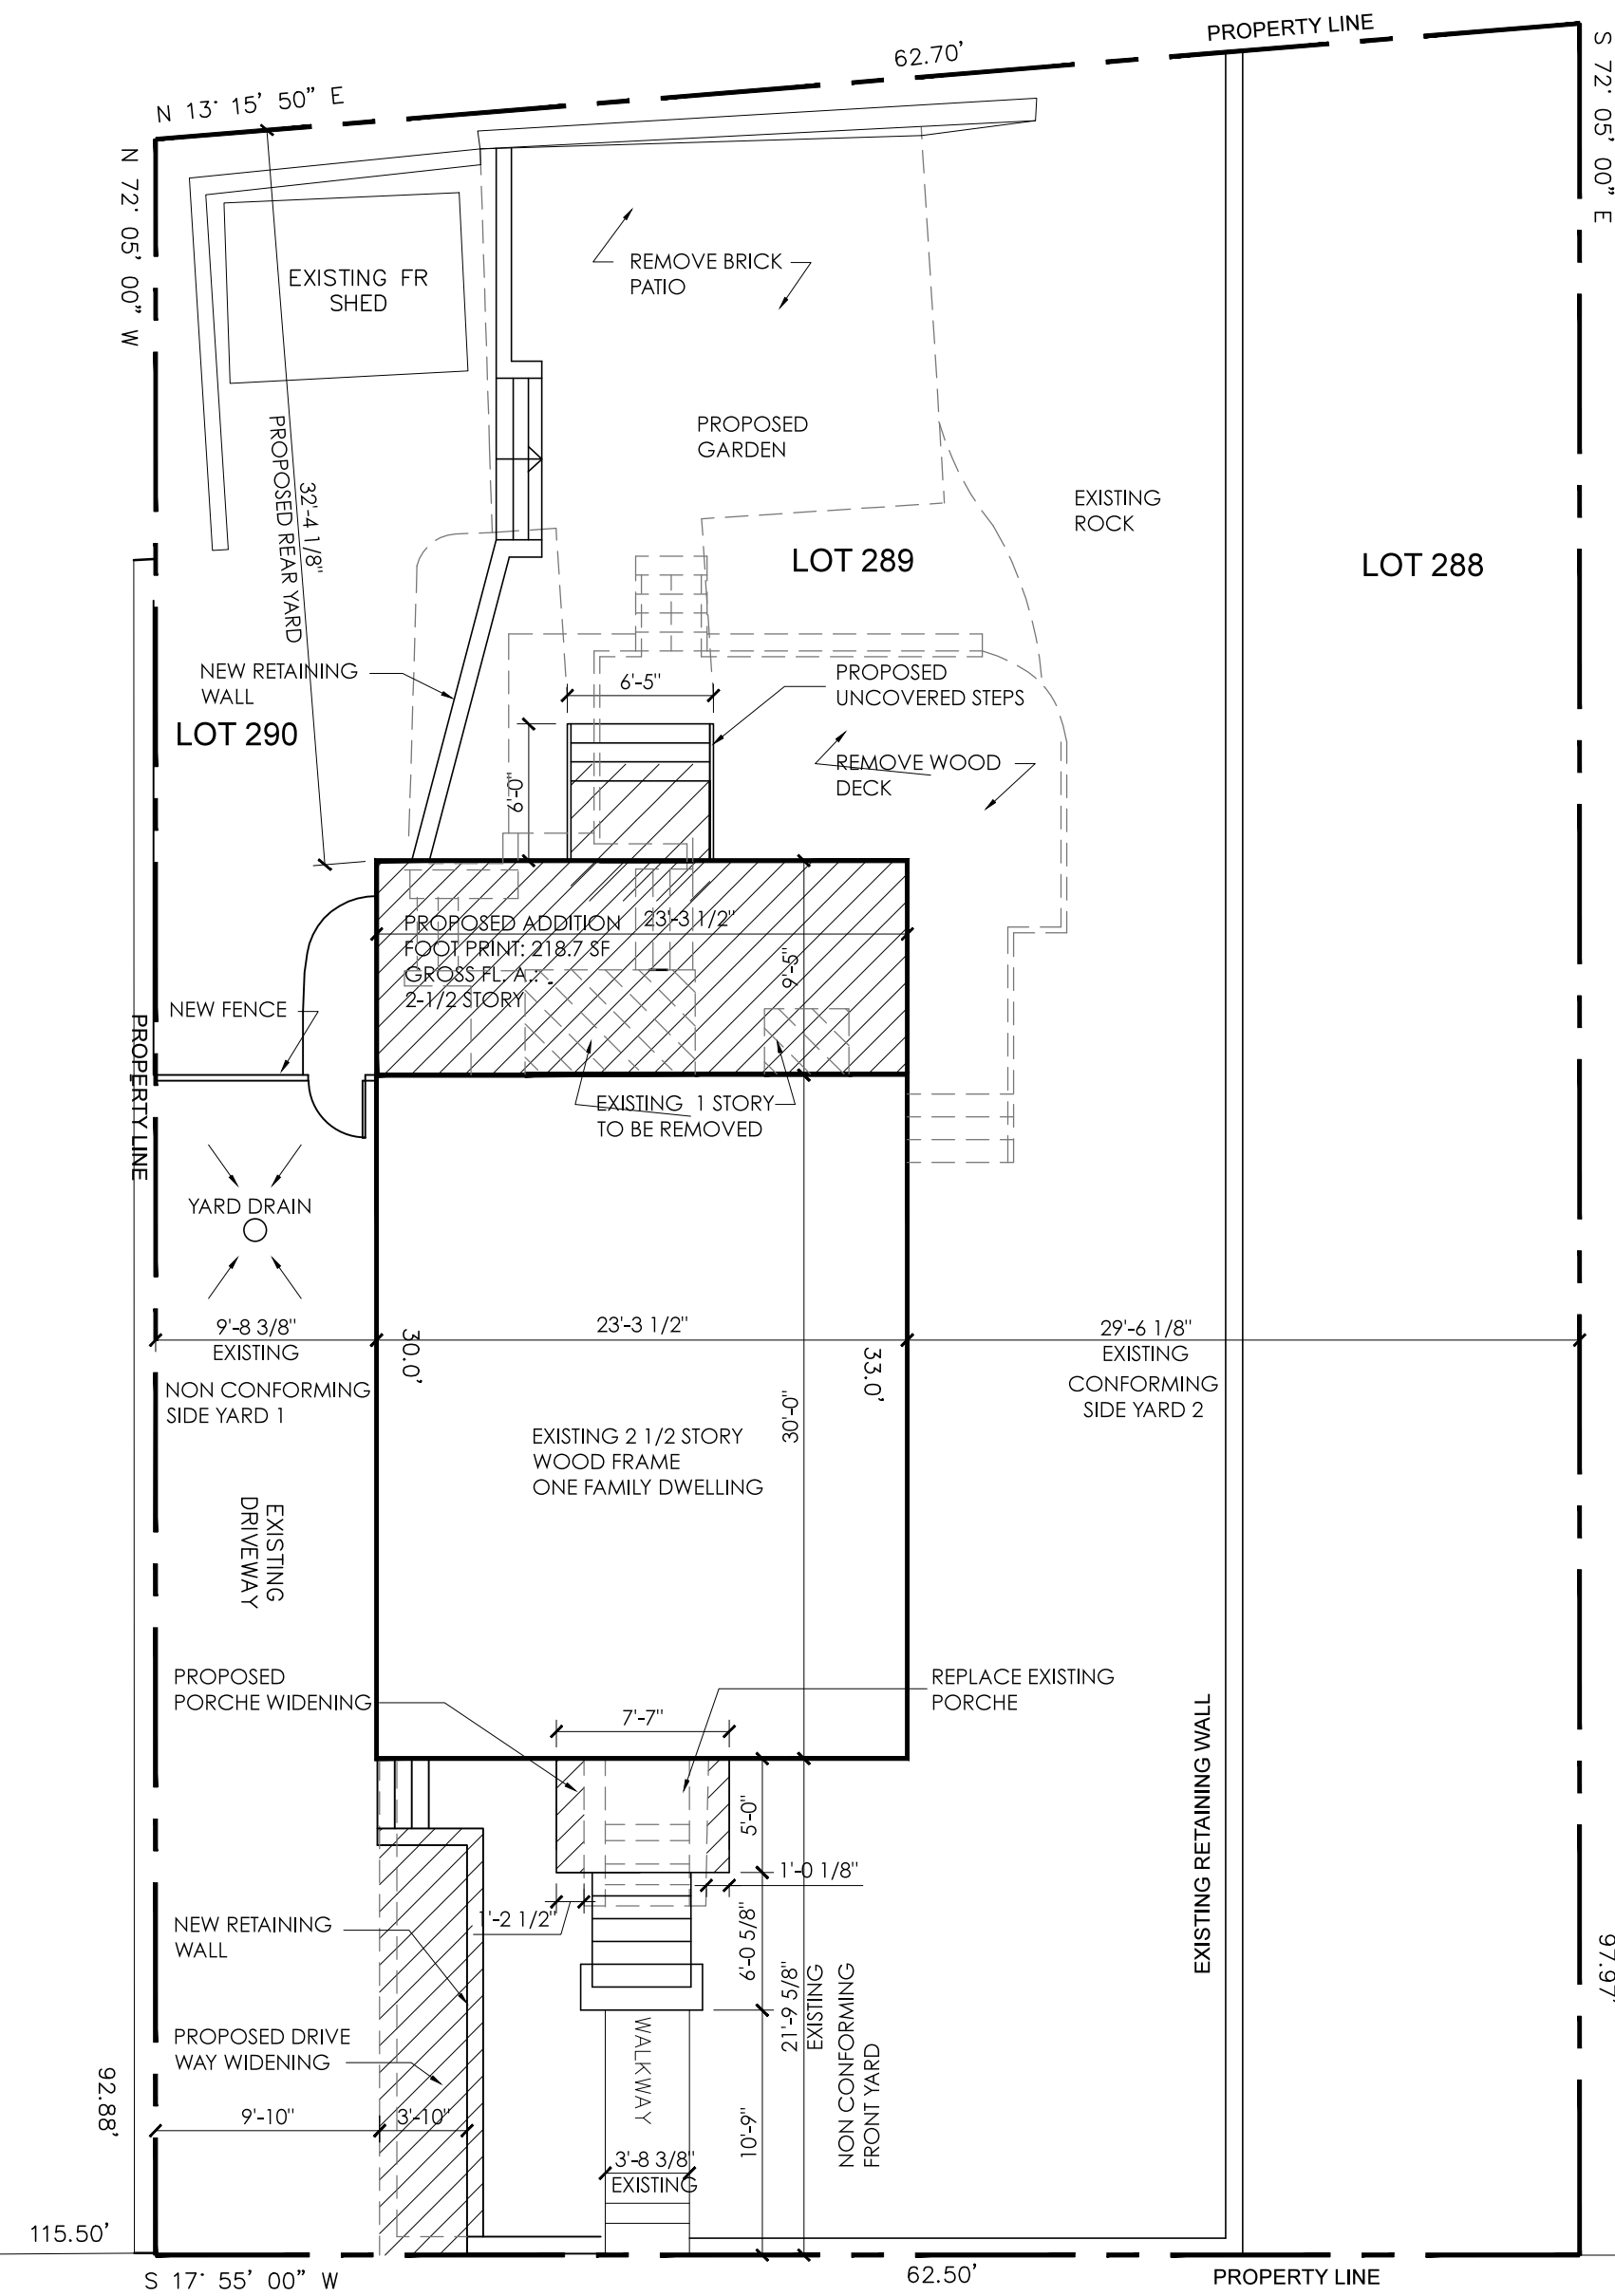 PROPERTY LINE
62.70’
N 13° 15’ 50” E
S 72° 05’ 00” E
N 72° 05’ 00” W
EXISTING FR
SHED
REMOVE BRICK
PATIO
PROPOSED
GARDEN
32'-4 1/8"
PROPOSED REAR YARD
EXISTING
ROCK
LOT 289
LOT 288
NEW RETAINING
WALL
6'-5"
PROPOSED
UNCOVERED STEPS
LOT 290
6'-0"
REMOVE WOOD
DECK
PROPOSED ADDITION
FOOT PRINT: 218.7 SF
GROSS FL. A.: -
2-1/2 STORY
23'-3 1/2"
9'-5"
NEW FENCE
PROPERTY LINE
EXISTING 1 STORY
TO BE REMOVED
YARD DRAIN
9'-8 3/8"
EXISTING
23'-3 1/2"
29'-6 1/8"
EXISTING
30.0’
33.0’
NON CONFORMING
SIDE YARD 1
CONFORMING
SIDE YARD 2
30'-0"
EXISTING 2 1/2 STORY
WOOD FRAME
ONE FAMILY DWELLING
EXISTING
DRIVEWAY
PROPOSED
PORCHE WIDENING
REPLACE EXISTING
PORCHE
7'-7"
EXISTING RETAINING WALL
5'-0"
1'-0 1/8"
1'-2 1/2"
NEW RETAINING
WALL
6'-0 5/8"
21'-9 5/8"
EXISTING
NON CONFORMING
FRONT YARD
97.97’
WALKWAY
PROPOSED DRIVE
WAY WIDENING
92.88’
9'-10"
3'-10"
10'-9"
3'-8 3/8"
EXISTING
115.50’
S 17° 55’ 00” W
62.50’
PROPERTY LINE